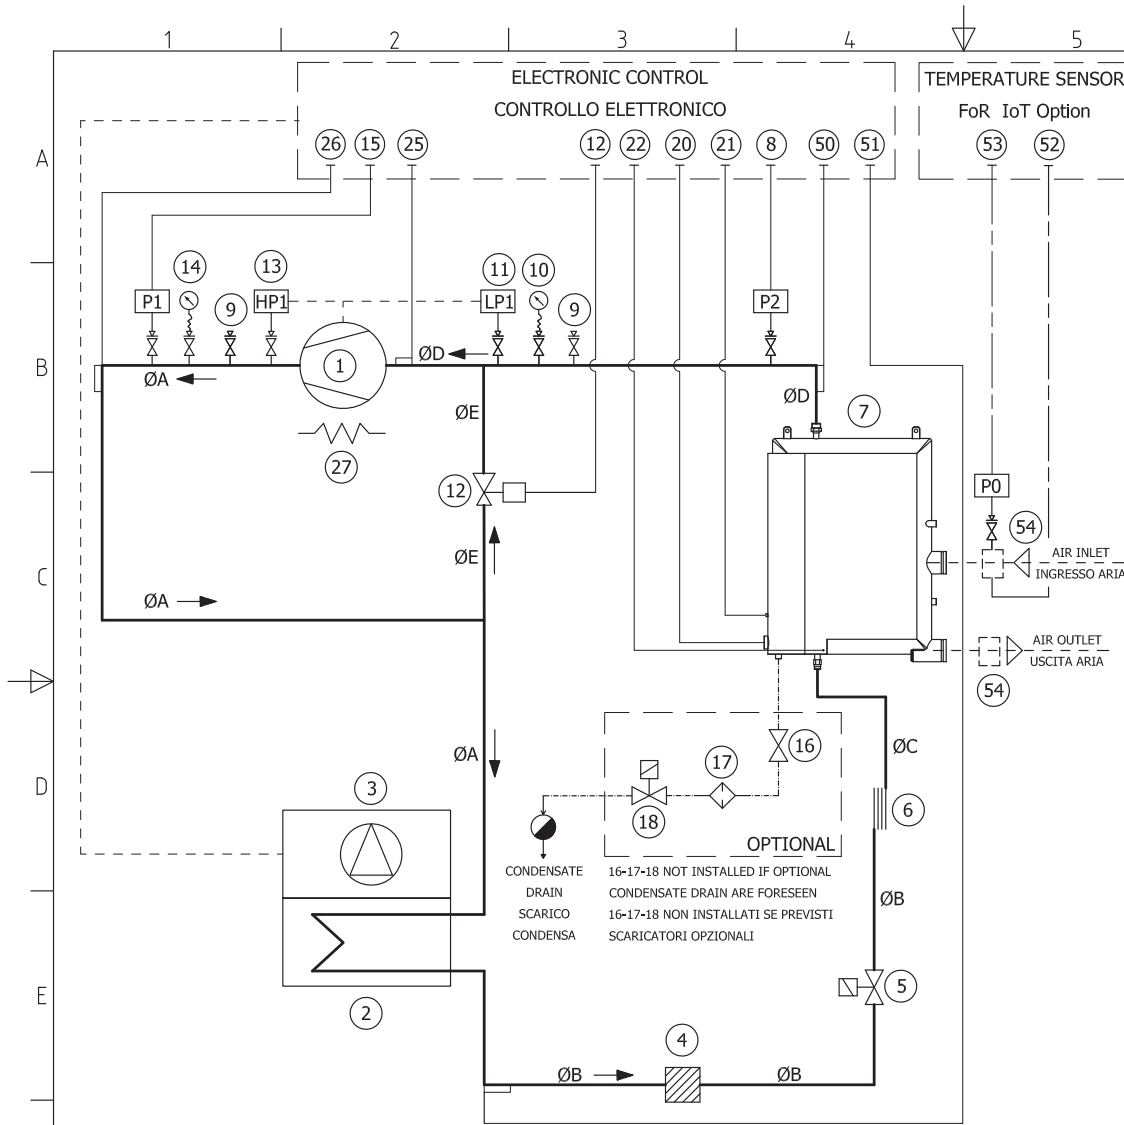 1 2 3 4 5
ELECTRONIC CONTROL
CONTROLLO ELETTRONICO
TEMPERATURE SENSOR
FoR IoT Option
A
26 15 25 12 22 20 21 8 50 51 53 52
14 13 11 10
P1 9 HP1 LP1 9 P2
B
1
ØD
ØA
ØD
7
ØE
27
12
P0
54
C
ØE
AIR INLET
INGRESSO ARIA
ØA
AIR OUTLET
USCITA ARIA
54
ØA
16
ØC
17
D
3
18
6
OPTIONAL
CONDENSATE
DRAIN
SCARICO
CONDENSA
16-17-18 NOT INSTALLED IF OPTIONAL
CONDENSATE DRAIN ARE FORESEEN
16-17-18 NON INSTALLATI SE PREVISTI
SCARICATORI OPZIONALI
ØB
E
5
2
4
ØB
ØB